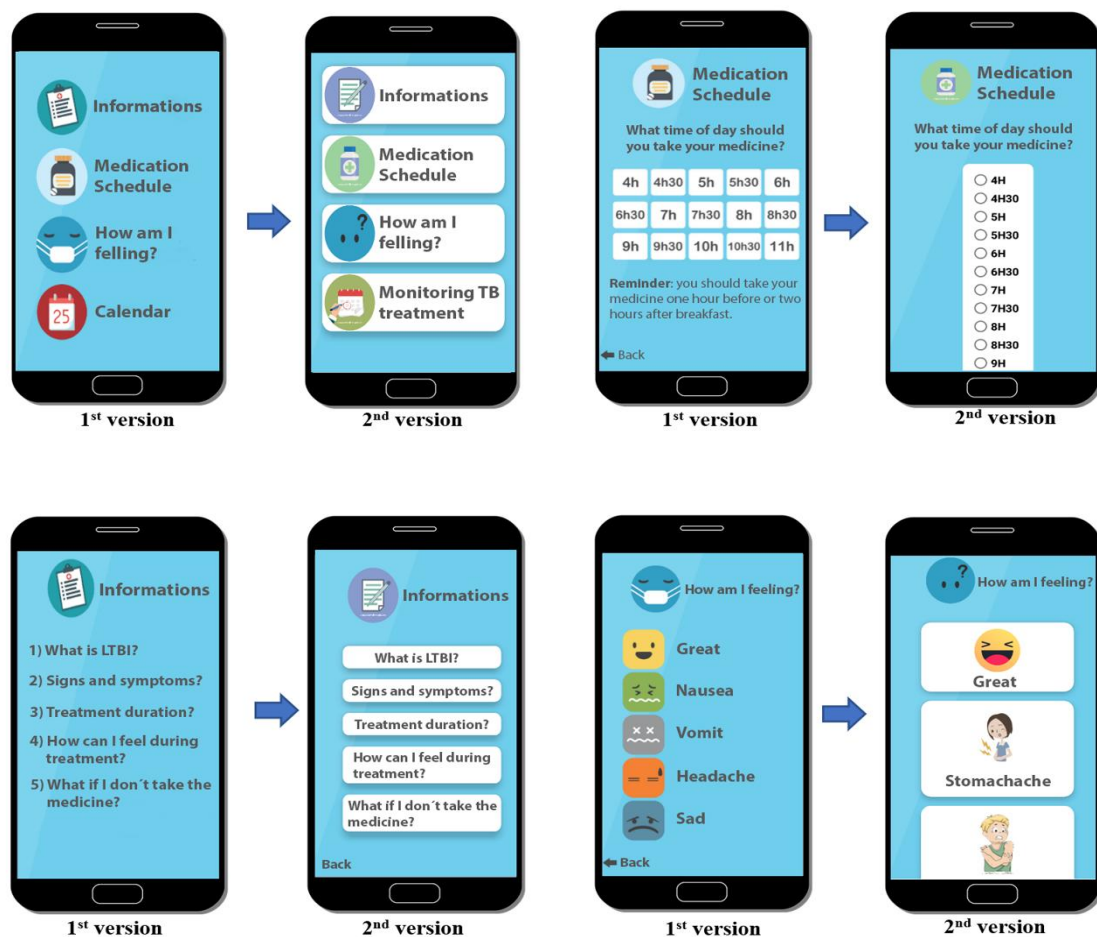 Informations
Medication
Schedule
How am I
felling?
25
Calendar
1st version
Informations
Medication
Schedule
?
How am I
felling?
Monitoring TB
treatment
2nd version
Medication
Schedule
What time of day should
you take your medicine?
4h 4h30 5h 5h30 6h
6h30 7h 7h30 8h 8h30
9h 9h30 10h 10h30 11h
Reminder: you should take your
medicine one hour before or two
hours after breakfast.
Back
1st version
Medication
Schedule
What time of day should
you take your medicine?
4H
4H30
5H
5H30
6H
6H30
7H
7H30
8H
8H30
9H
2nd version
Informations
1) What is LTBI?
2) Signs and symptoms?
3) Treatment duration?
4) How can I feel during
treatment?
5) What if I don´t take the
medicine?
1st version
Informations
What is LTBI?
Signs and symptoms?
Treatment duration?
How can I feel during
treatment?
What if I don´t take the
medicine?
Back
2nd version
How am I feeling?
Great
Nausea
Vomit
Headache
Sad
Back
1st version
?
How am I feeling?
Great
Stomachache
2nd version